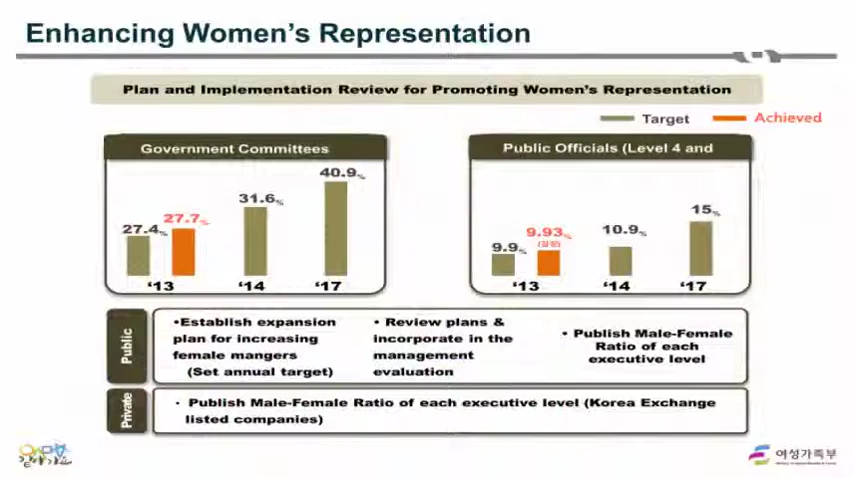 Enhancing Women's Representation
Plan and Implementation Review for Promoting Women's Representation
Target Achieved
Government Committees
27.4% 27.7% 31.6% 40.9%
'13 '14 '17
Public Officials (Level 4 and
9.9% 9.93% 10.9% 15%
'13 '14 '17
Public
•Establish expansion
plan for increasing
female mangers
(Set annual target)
• Review plans &
incorporate in the
management
evaluation
• Publish Male-Female
Ratio of each
executive level
Private
· Publish Male-Female Ratio of each executive level (Korea Exchange
listed companies)
여성가족부